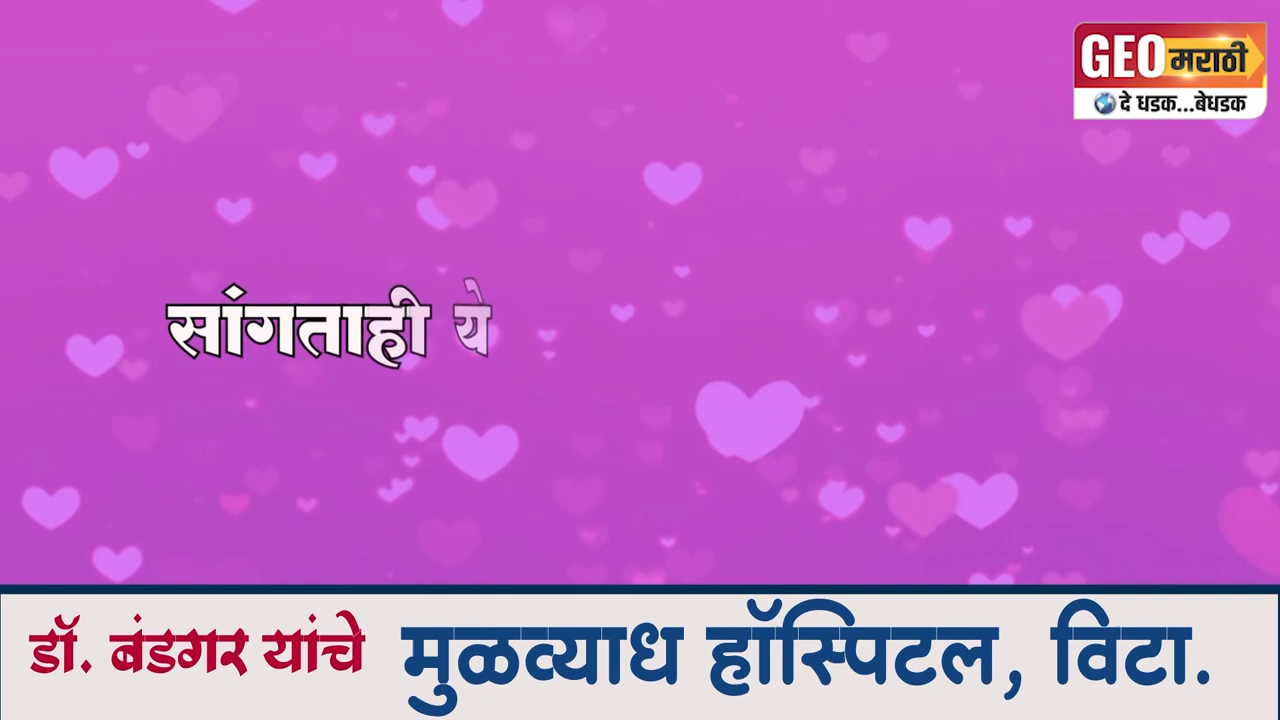 GEO मराठी
दे धडक...बेधडक
सांगताही ये
डॉ. बंडगर यांचे मुळव्याध हॉस्पिटल, विटा.